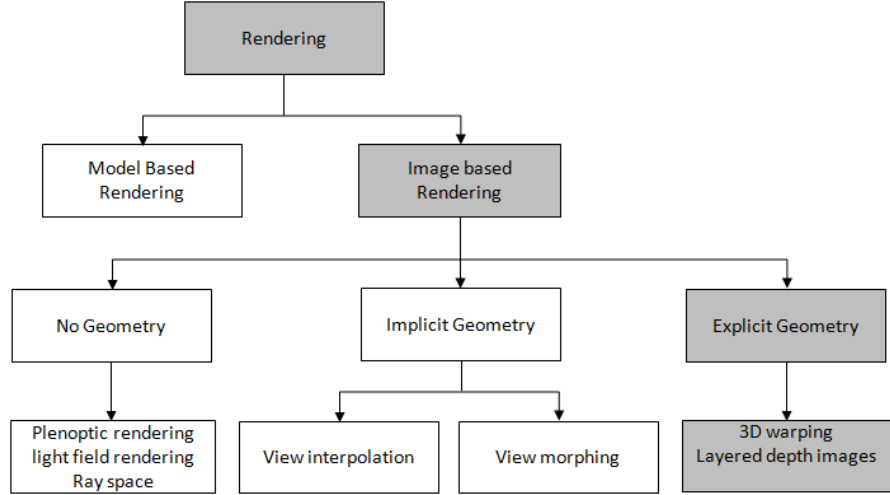 Rendering
Model Based
Rendering
Image based
Rendering
No Geometry
Implicit Geometry
Explicit Geometry
Plenoptic rendering
light field rendering
Ray space
View interpolation
View morphing
3D warping
Layered depth images